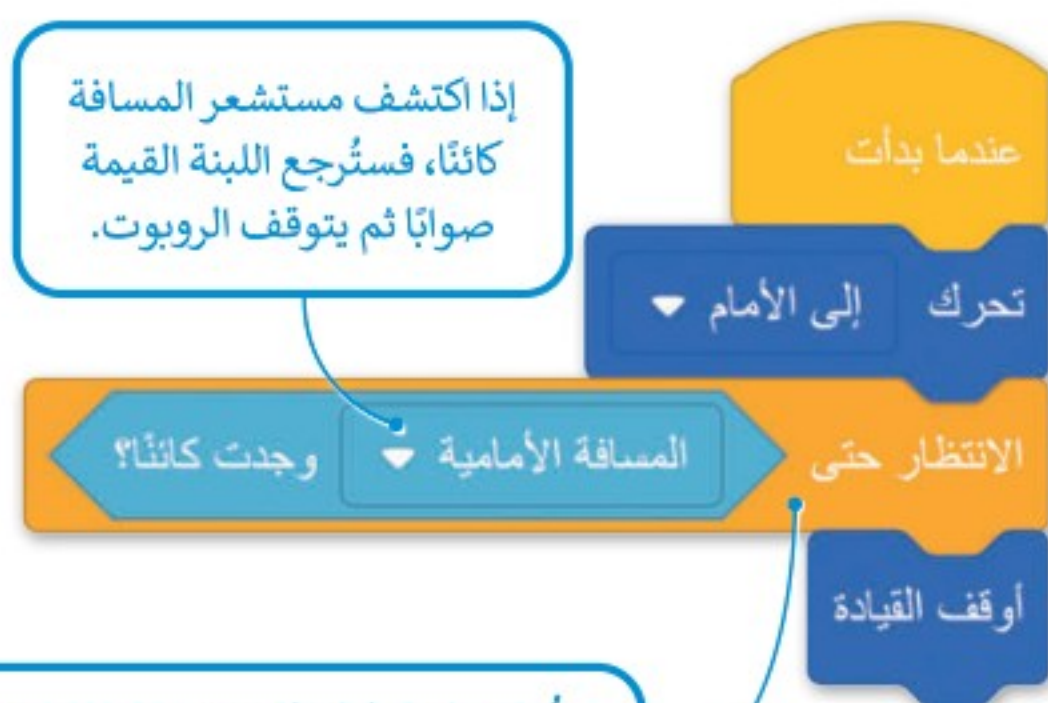 إذا اكتشف مستشعر المسافة
كائنًا، فستُرجع اللبنة القيمة
صوابًا ثم يتوقف الروبوت.
عندما بدأت
تحرك إلى الأمام
الانتظار حتى المسافة الأمامية وجدت كائنًا؟
أوقف القيادة